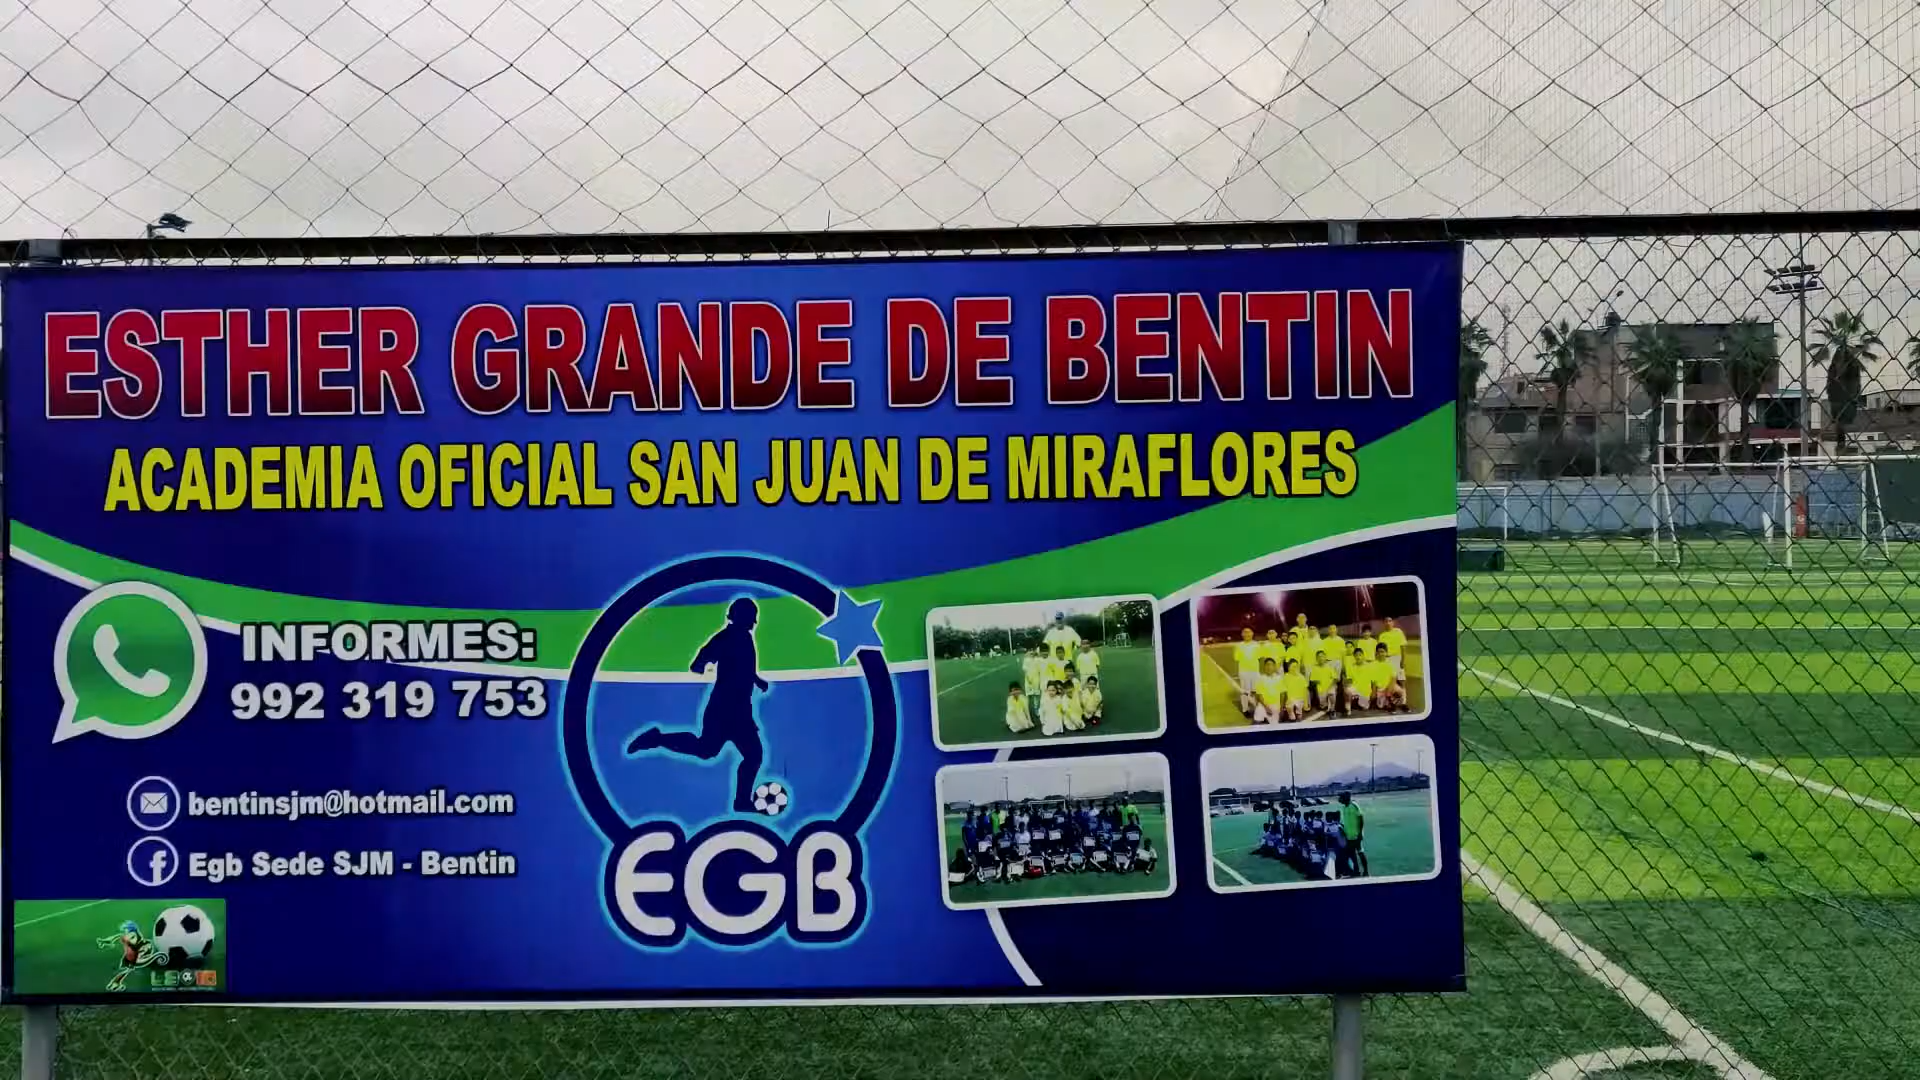 ESTHER GRANDE DE BENTIN
ACADEMIA OFICIAL SAN JUAN DE MIRAFLORES
INFORMES:
992 319 753
bentinsjm@hotmail.com
f Egb Sede SJM - Bentin
EGB